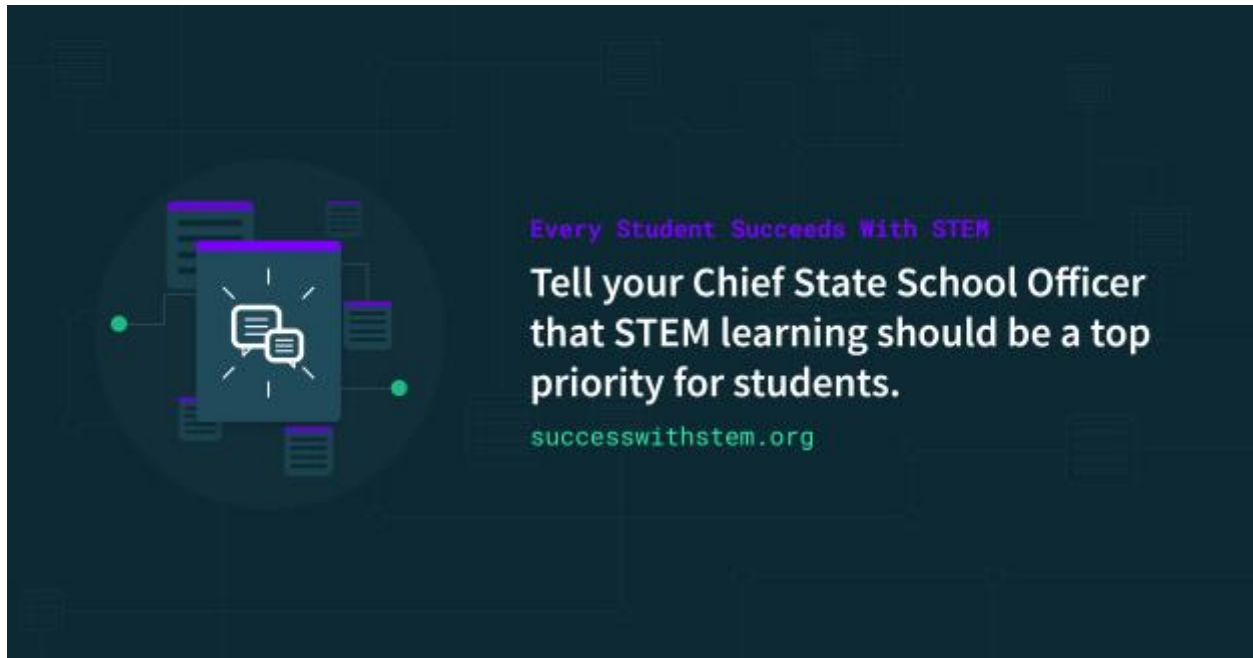 Every Student Succeeds With STEM
Tell your Chief State School Officer
that STEM learning should be a top
priority for students.
successwithstem.org